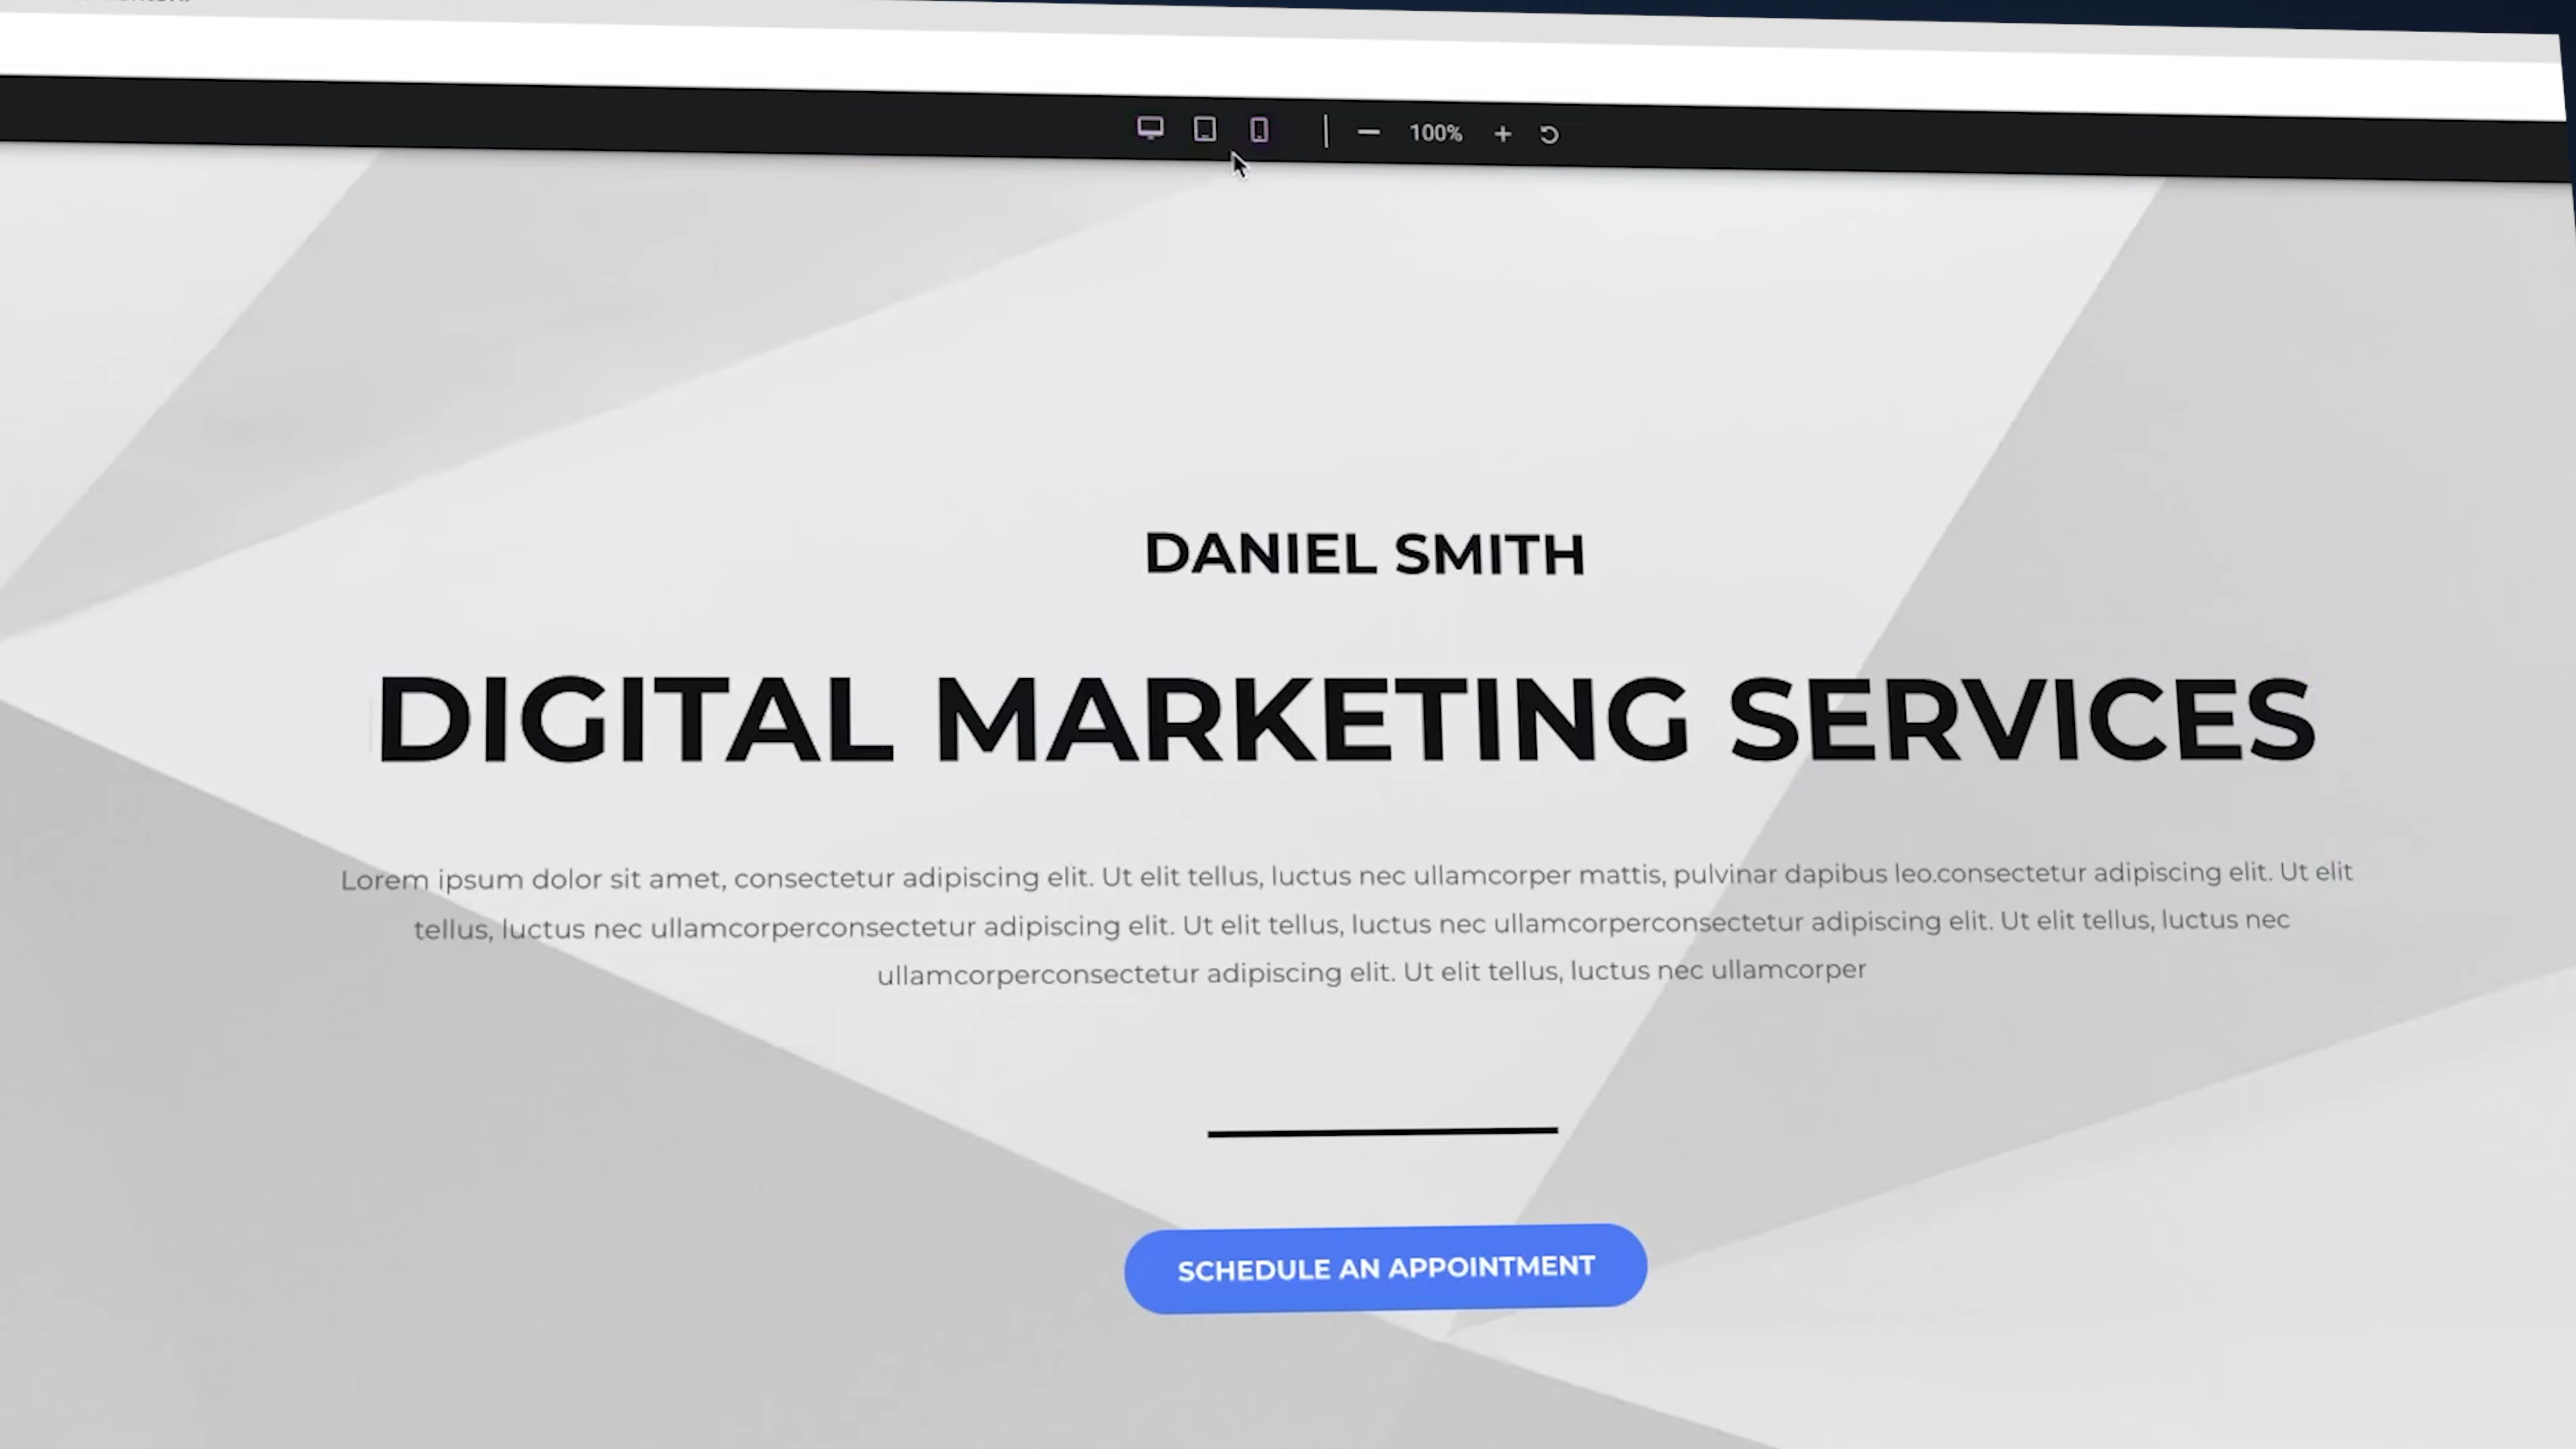 100%
DANIEL SMITH
DIGITAL MARKETING SERVICES
Lorem ipsum dolor sit amet, consectetur adipiscing elit. Ut elit tellus, luctus nec ullamcorper mattis, pulvinar dapibus leo.consectetur adipiscing elit. Ut elit
tellus, luctus nec ullamcorperconsectetur adipiscing elit. Ut elit tellus, luctus nec ullamcorperconsectetur adipiscing elit. Ut elit tellus, luctus nec
ullamcorperconsectetur adipiscing elit. Ut elit tellus, luctus nec ullamcorper
SCHEDULE AN APPOINTMENT